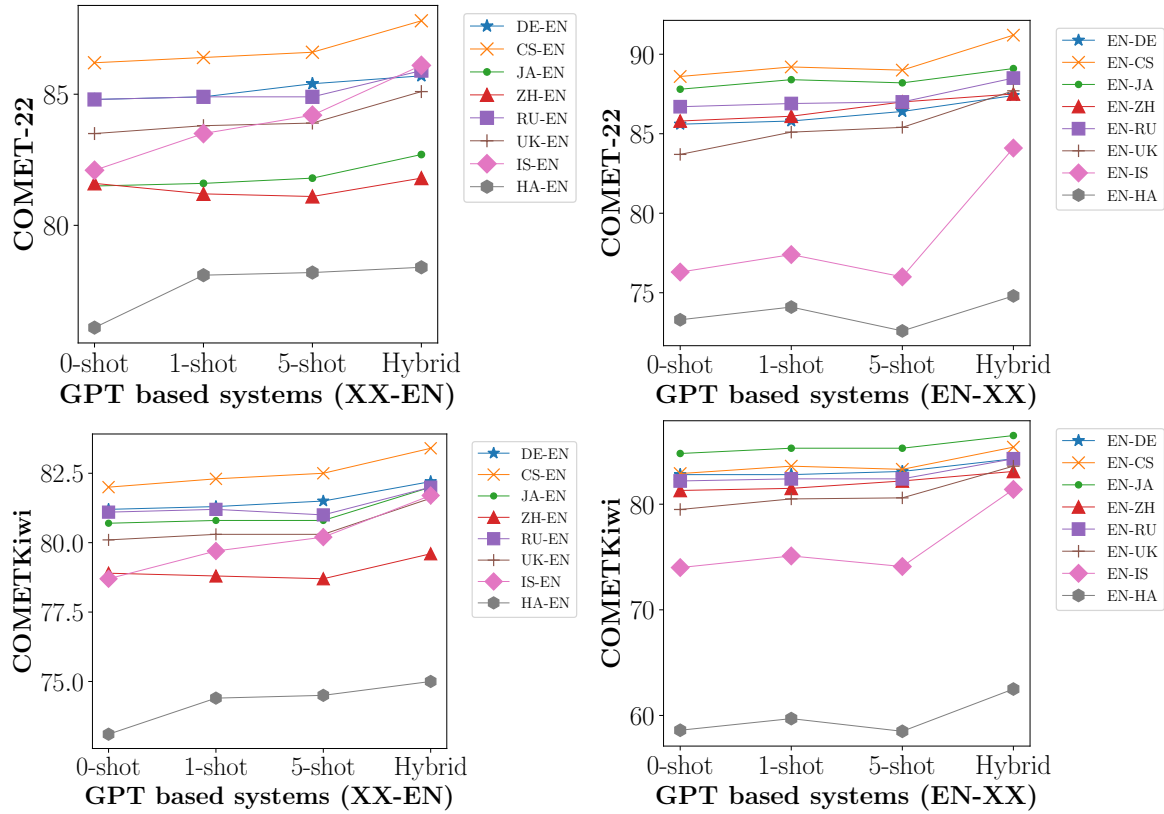 COMET-22
85
80
0-shot 1-shot 5-shot Hybrid
GPT based systems (XX-EN)
DE-EN
CS-EN
JA-EN
ZH-EN
RU-EN
UK-EN
IS-EN
HA-EN
COMET-22
90
85
80
75
0-shot 1-shot 5-shot Hybrid
GPT based systems (EN-XX)
EN-DE
EN-CS
EN-JA
EN-ZH
EN-RU
EN-UK
EN-IS
EN-HA
COMETKiwi
82.5
80.0
77.5
75.0
0-shot 1-shot 5-shot Hybrid
GPT based systems (XX-EN)
DE-EN
CS-EN
JA-EN
ZH-EN
RU-EN
UK-EN
IS-EN
HA-EN
COMETKiwi
80
70
60
0-shot 1-shot 5-shot Hybrid
GPT based systems (EN-XX)
EN-DE
EN-CS
EN-JA
EN-ZH
EN-RU
EN-UK
EN-IS
EN-HA